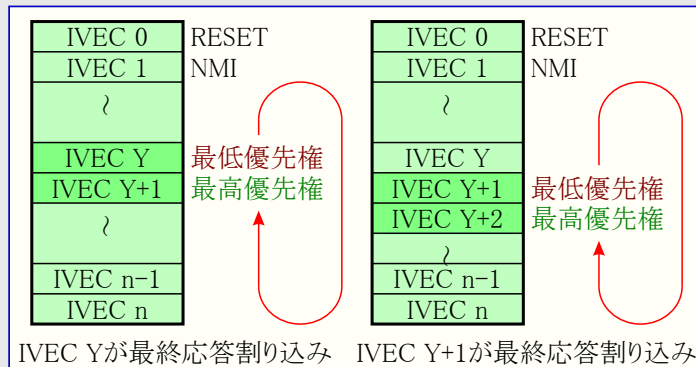 IVEC 0 RESET
IVEC 1 NMI
~
IVEC Y 最低優先権
IVEC Y+1 最高優先権
~
IVEC n-1
IVEC n
IVEC Yが最終応答割り込み
IVEC 0 RESET
IVEC 1 NMI
~
IVEC Y
IVEC Y+1 最低優先権
IVEC Y+2 最高優先権
~
IVEC n-1
IVEC n
IVEC Y+1が最終応答割り込み